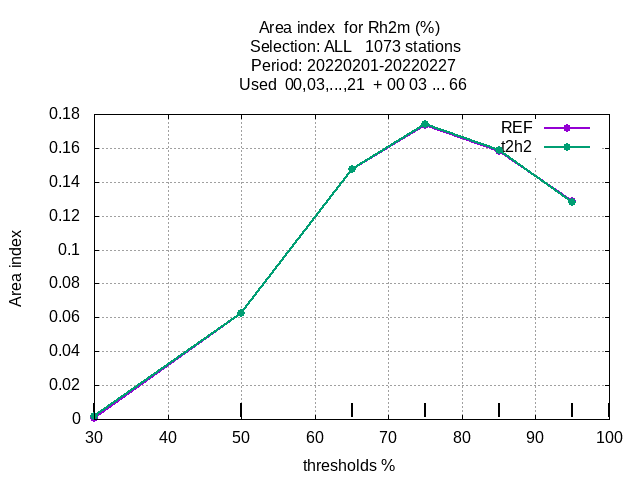 Area index  for Rh2m (%)
Selection: ALL   1073 stations
Period: 20220201-20220227
Used  00,03,...,21  + 00 03 ... 66
0.18
0.16
0.14
0.12
0.1
0.08
0.06
0.04
0.02
0
Area index
REF
t2h2
30 40 50 60 70 80 90 100
thresholds %